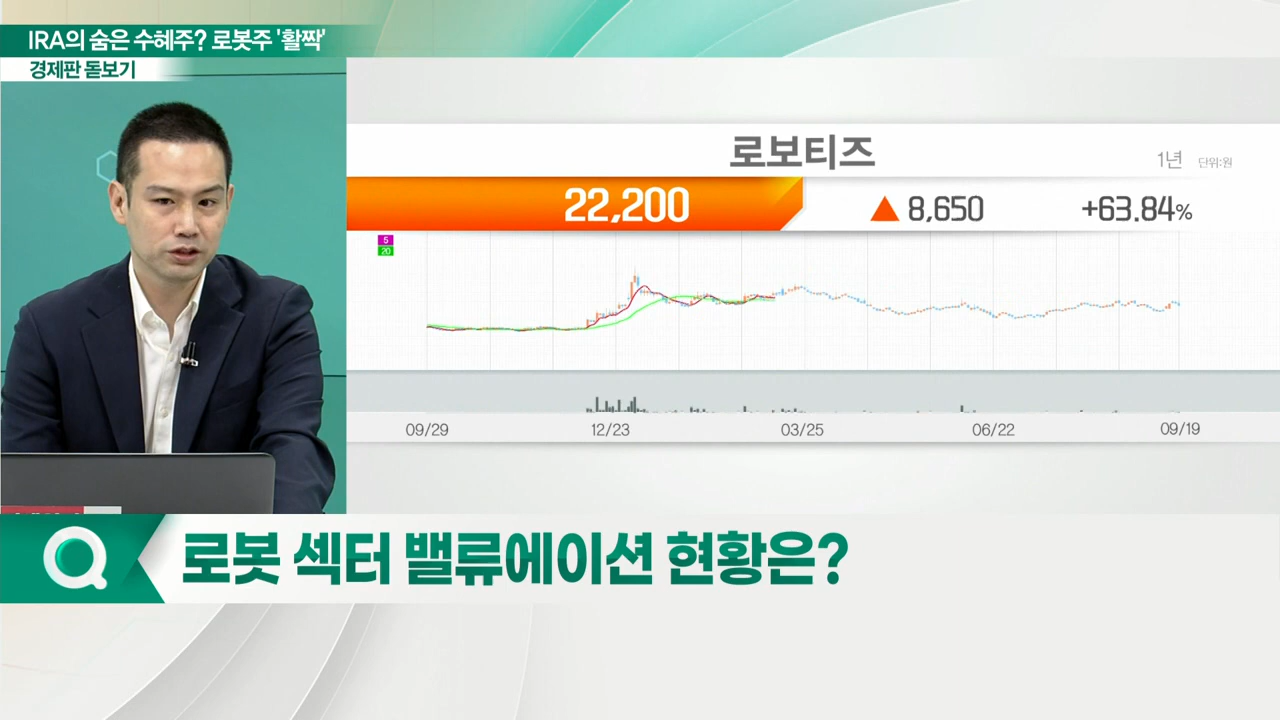 IRA의 숨은 수혜주? 로봇주 '활짝'
경제판 돋보기
로보티즈
1년 단위:원
22,200 ▲ 8,650 +63.84%
5
20
09/29 12/23 03/25 06/22 09/19
로봇 섹터 밸류에이션 현황은?